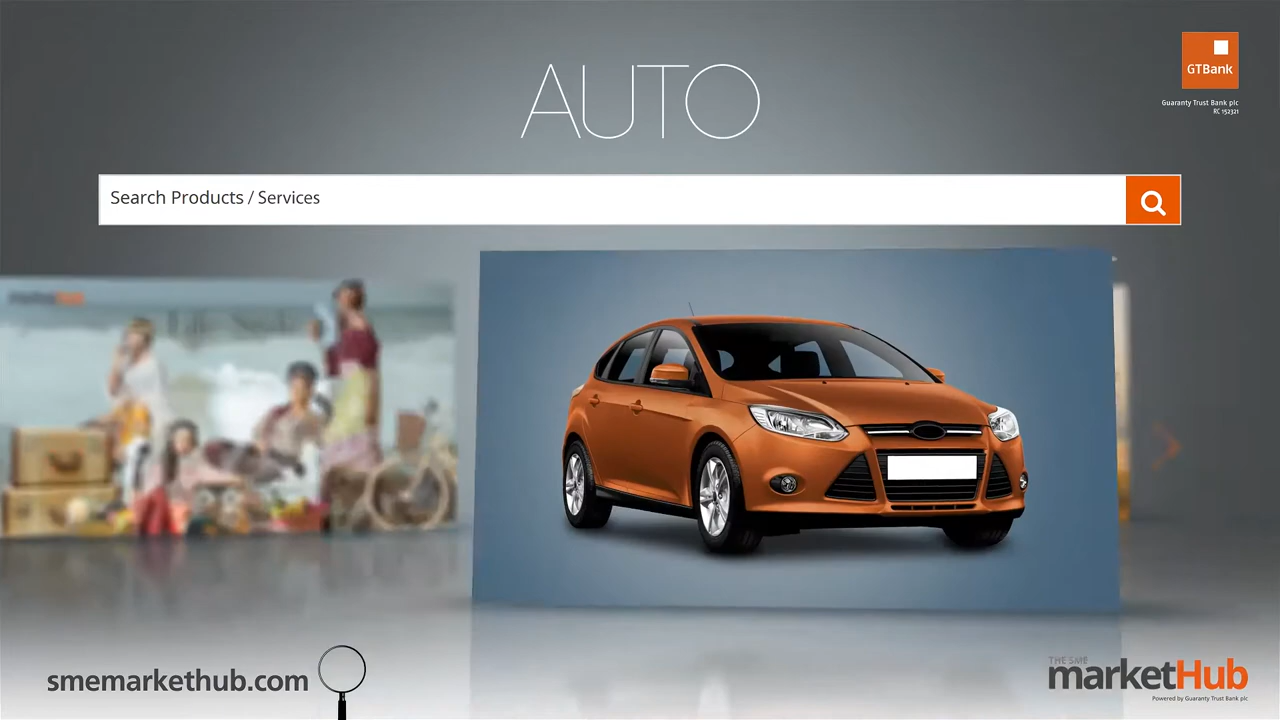 AUTO
GTBank
Guaranty Trust Bank plc
RC 152321
Search Products / Services
marketHub
smemarkethub.com
THE SME
marketHub
Powered by Guaranty Trust Bank plc